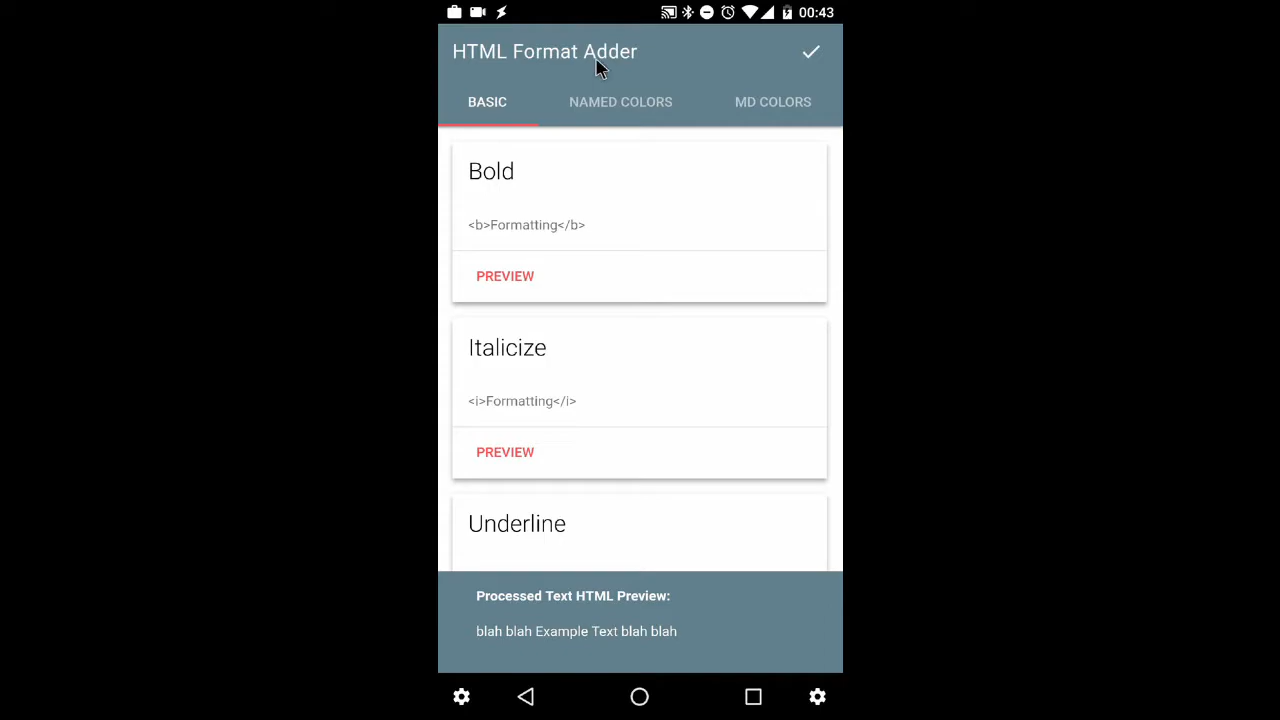 00:43
HTML Format Adder
BASIC NAMED COLORS MD COLORS
Bold
<b>Formatting</b>
PREVIEW
Italicize
<i>Formatting</i>
PREVIEW
Underline
Processed Text HTML Preview:
blah blah Example Text blah blah